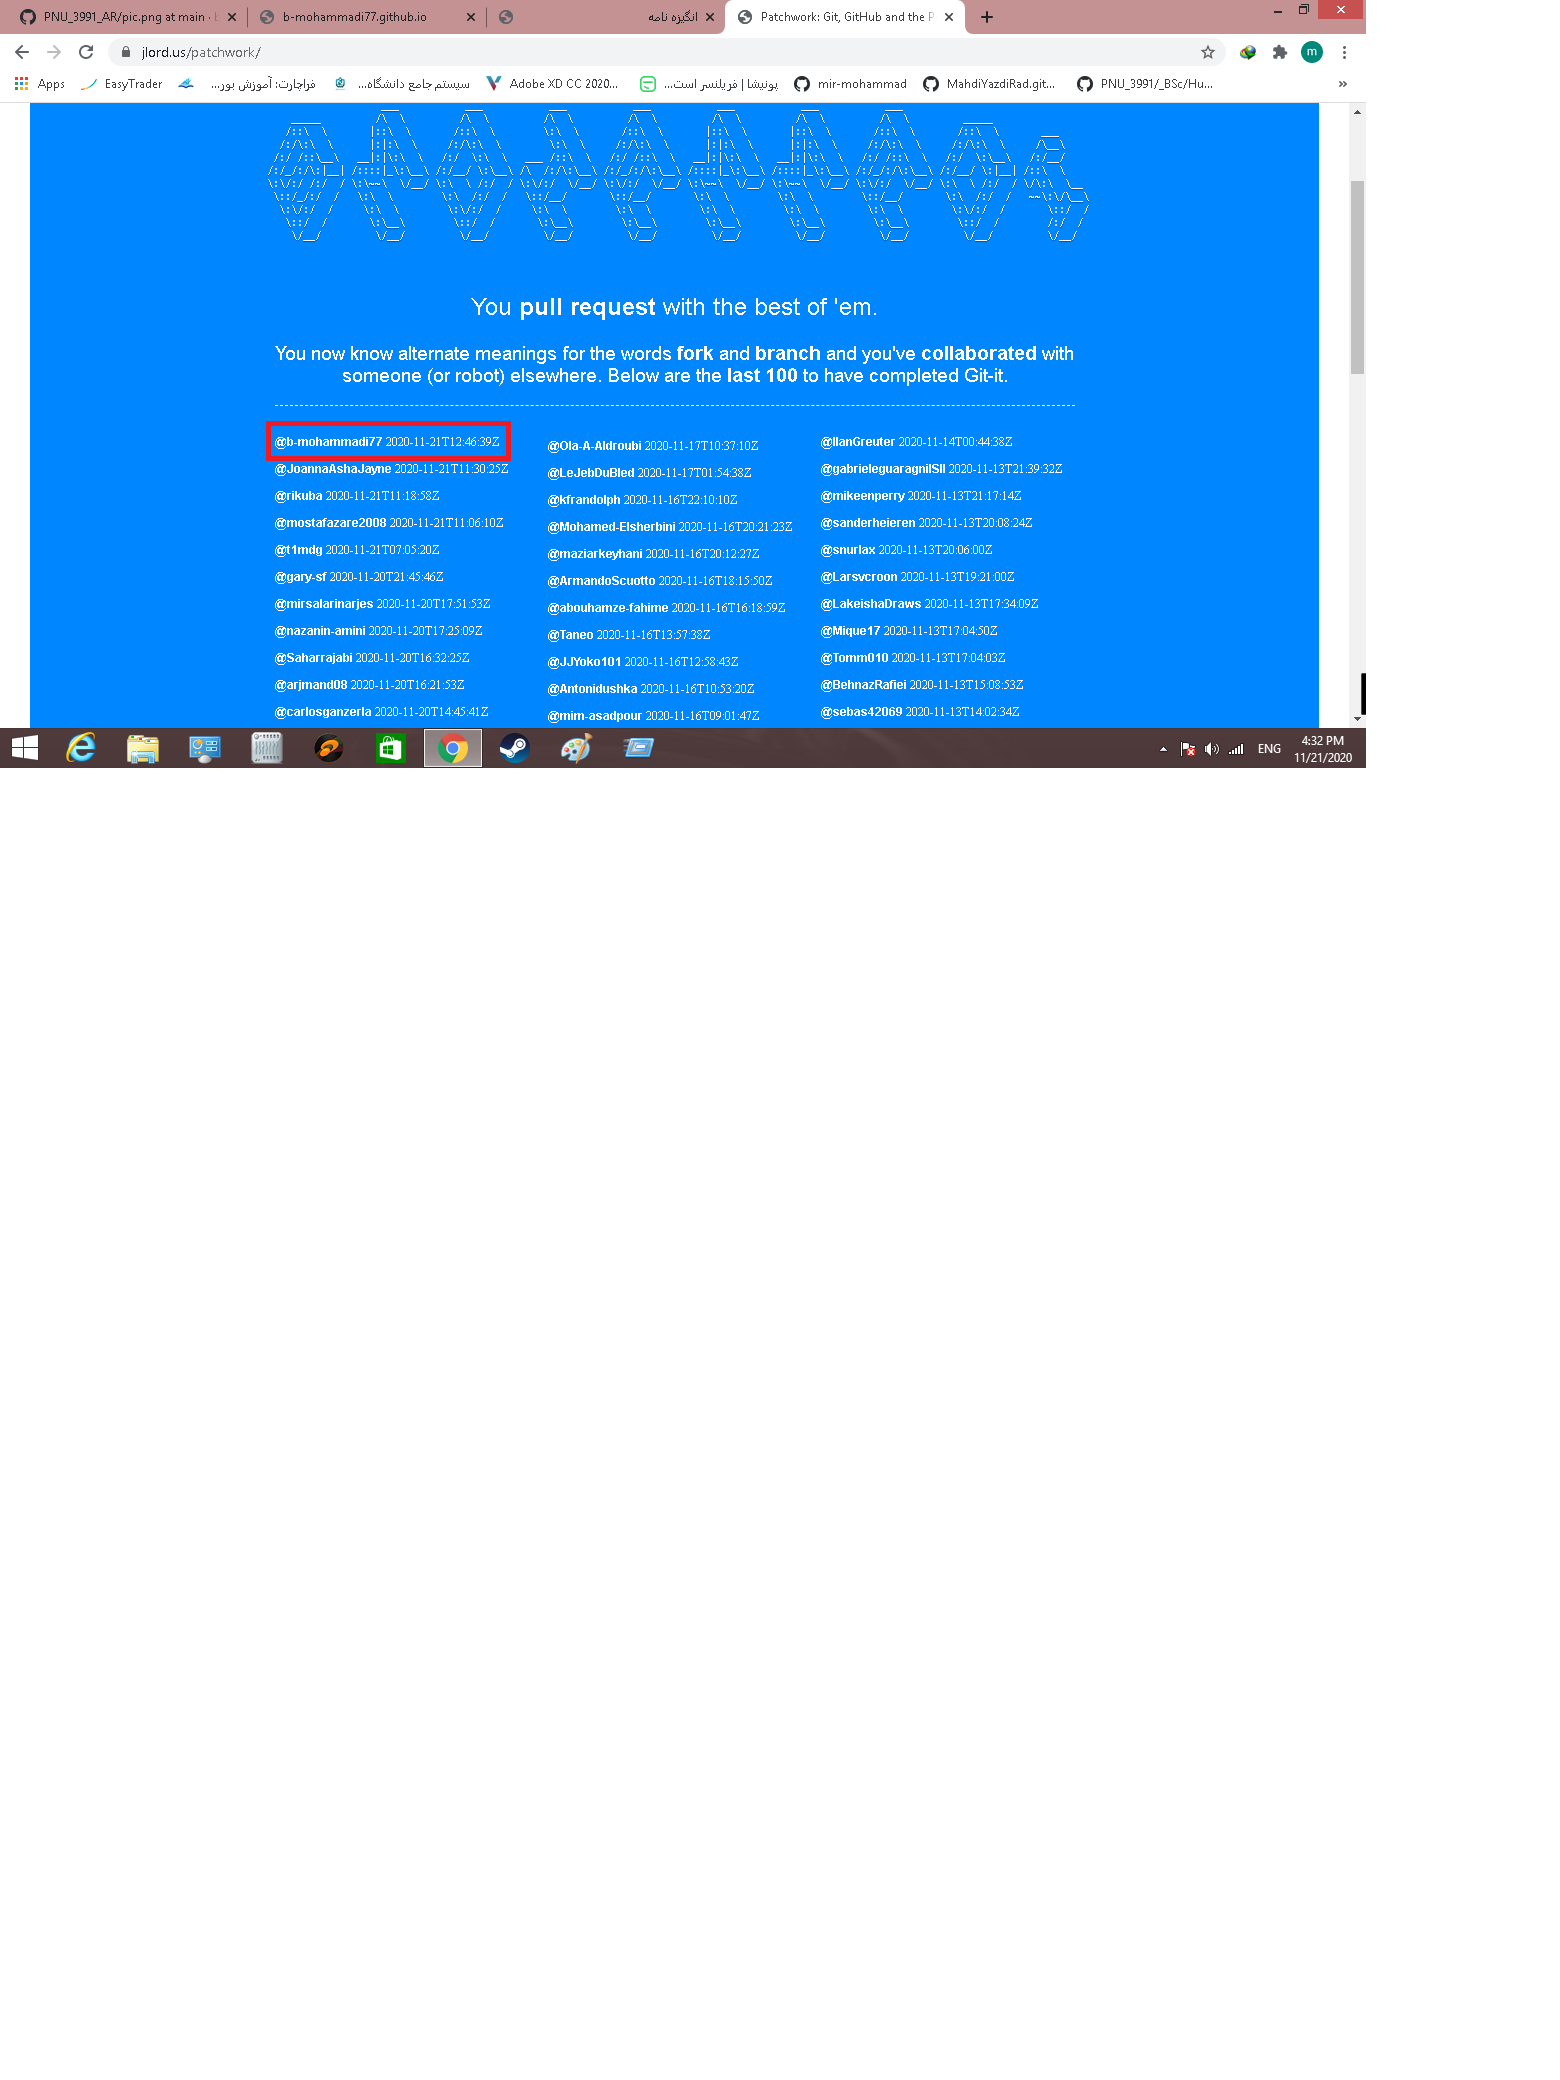 PNU_3991_AR/pic.png at main · b
b-mohammadi77.github.io
انگیزه نامه
Patchwork: Git, GitHub and the P
jlord.us/patchwork/
m
Apps
EasyTrader
فراچارت: آموزش بور...
سیستم جامع دانشگاه...
Adobe XD CC 2020...
پونیشا | فریلنسر است...
mir-mohammad
MahdiYazdiRad.git...
PNU_3991/_BSc/Hu...
»
You pull request with the best of 'em.
You now know alternate meanings for the words fork and branch and you've collaborated with
someone (or robot) elsewhere. Below are the last 100 to have completed Git-it.
@b-mohammadi77 2020-11-21T12:46:39Z
@JoannaAshaJayne 2020-11-21T11:30:25Z
@rikuba 2020-11-21T11:18:58Z
@mostafazare2008 2020-11-21T11:06:10Z
@t1mdg 2020-11-21T07:05:20Z
@gary-sf 2020-11-20T21:45:46Z
@mirsalarinarjes 2020-11-20T17:51:53Z
@nazanin-amini 2020-11-20T17:25:09Z
@Saharrajabi 2020-11-20T16:32:25Z
@arjmand08 2020-11-20T16:21:53Z
@carlosganzerla 2020-11-20T14:45:41Z
@Ola-A-Aldroubi 2020-11-17T10:37:10Z
@LeJebDuBled 2020-11-17T01:54:38Z
@kfrandolph 2020-11-16T22:10:10Z
@Mohamed-Elsherbini 2020-11-16T20:21:23Z
@maziarkeyhani 2020-11-16T20:12:27Z
@ArmandoScuotto 2020-11-16T18:15:50Z
@abouhamze-fahime 2020-11-16T16:18:59Z
@Taneo 2020-11-16T13:57:38Z
@JJYoko101 2020-11-16T12:58:43Z
@Antonidushka 2020-11-16T10:53:20Z
@mim-asadpour 2020-11-16T09:01:47Z
@IlanGreuter 2020-11-14T00:44:38Z
@gabrieleguaragnilSII 2020-11-13T21:39:32Z
@mikeenperry 2020-11-13T21:17:14Z
@sanderheieren 2020-11-13T20:08:24Z
@snurlax 2020-11-13T20:06:00Z
@Larsvcroon 2020-11-13T19:21:00Z
@LakeishaDraws 2020-11-13T17:34:09Z
@Mique17 2020-11-13T17:04:50Z
@Tomm010 2020-11-13T17:04:03Z
@BehnazRafiei 2020-11-13T15:08:53Z
@sebas42069 2020-11-13T14:02:34Z
ENG
4:32 PM
11/21/2020